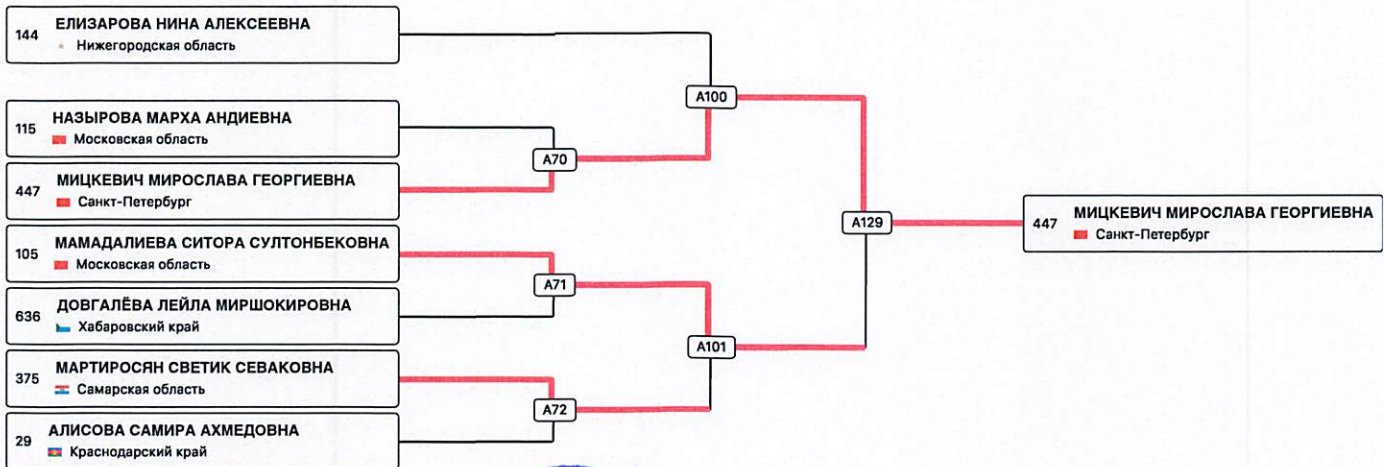 144 ЕЛИЗАРОВА НИНА АЛЕКСЕЕВНА
Нижегородская область
A100
115 НАЗЫРОВА МАРХА АНДИЕВНА
Московская область
A70
447 МИЦКЕВИЧ МИРОСЛАВА ГЕОРГИЕВНА
Санкт-Петербург
A129
447 МИЦКЕВИЧ МИРОСЛАВА ГЕОРГИЕВНА
Санкт-Петербург
105 МАМАДАЛИЕВА СИТОРА СУЛТОНБЕКОВНА
Московская область
A71
636 ДОВГАЛЁВА ЛЕЙЛА МИРШОКИРОВНА
Хабаровский край
A101
375 МАРТИРОСЯН СВЕТИК СЕВАКОВНА
Самарская область
A72
29 АЛИСОВА САМИРА АХМЕДОВНА
Краснодарский край